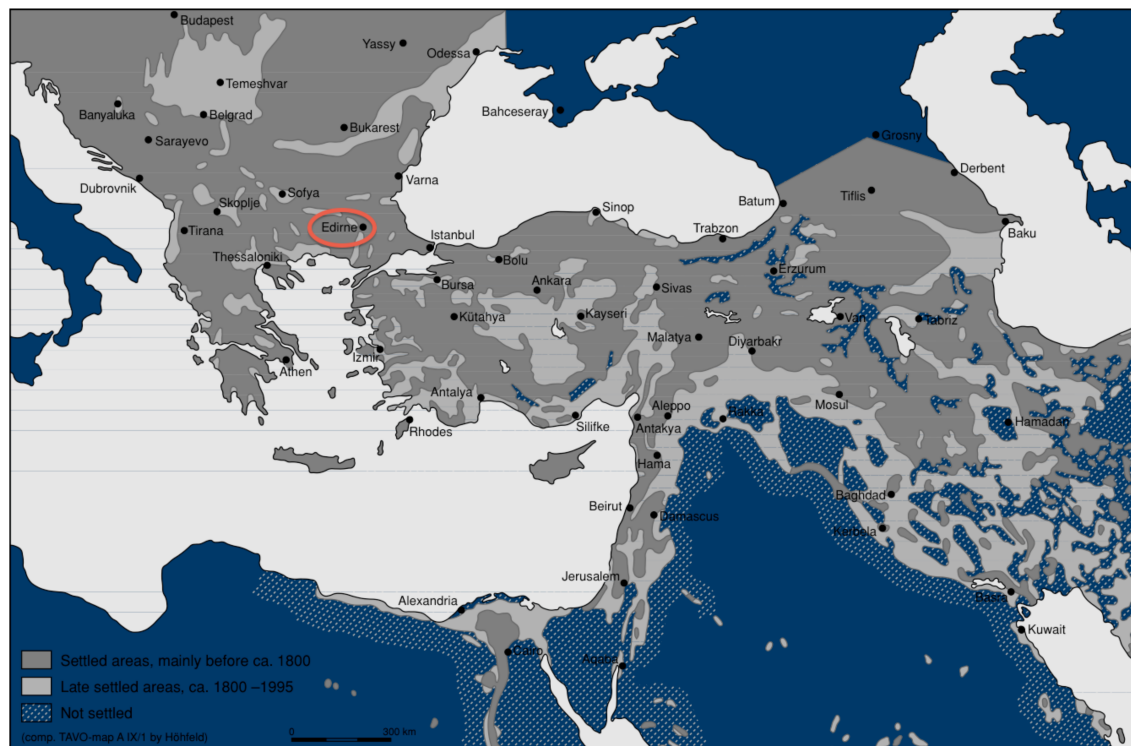 Budapest
Yassy
Odessa
Temeshvar
Banyaluka
Belgrad
Bahceseray
Bukarest
Grosny
Sarayevo
Derbent
Dubrovnik
Varna
Sofya
Tiflis
Skoplje
Sinop
Batum
Edirne
Tirana
Istanbul
Trabzon
Baku
Thessaloniki
Bolu
Erzurum
Bursa
Ankara
Sivas
Kütahya
Kayseri
Van
Tabriz
Malatya
Diyarbakr
Izmir
Athen
Antalya
Mosul
Aleppo
Rakka
Silifke
Antakya
Hamadan
Rhodes
Hama
Baghdad
Beirut
Damascus
Karbela
Jerusalem
Alexandria
Basra
Kuwait
Cairo
Aqaba
Settled areas, mainly before ca. 1800
Late settled areas, ca. 1800 –1995
Not settled
(comp. TAVO-map A IX/1 by Höhfeld)
0 300 km